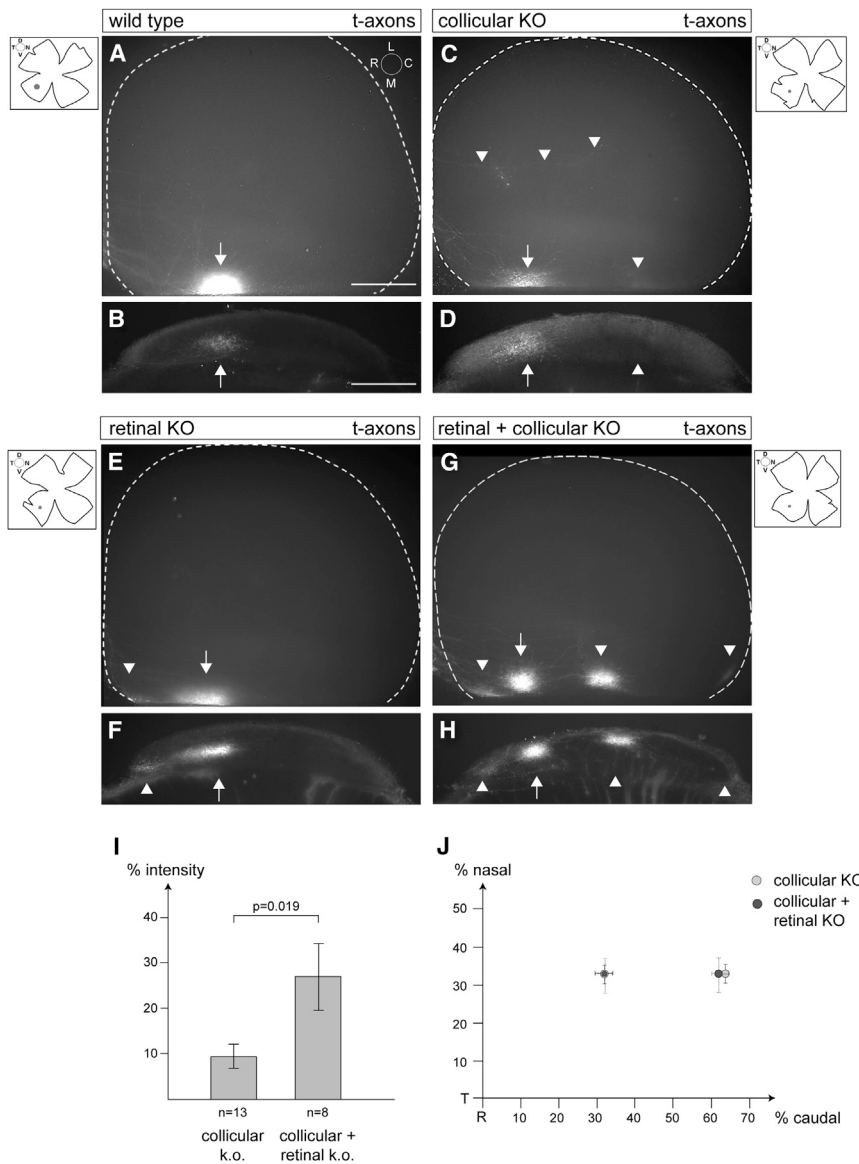 wild type t-axons
collicular KO t-axons
D
T N
V
A
L
R C
M
C
D
T N
V
B
D
retinal KO t-axons
retinal + collicular KO t-axons
D
T N
V
E
G
D
T N
V
F
H
I
% intensity
p=0.019
40
30
20
10
n=13 n=8
collicular k.o.
collicular + retinal k.o.
J
% nasal
collicular KO
collicular +
retinal KO
50
40
30
20
10
T
R 10 20 30 40 50 60 70 % caudal